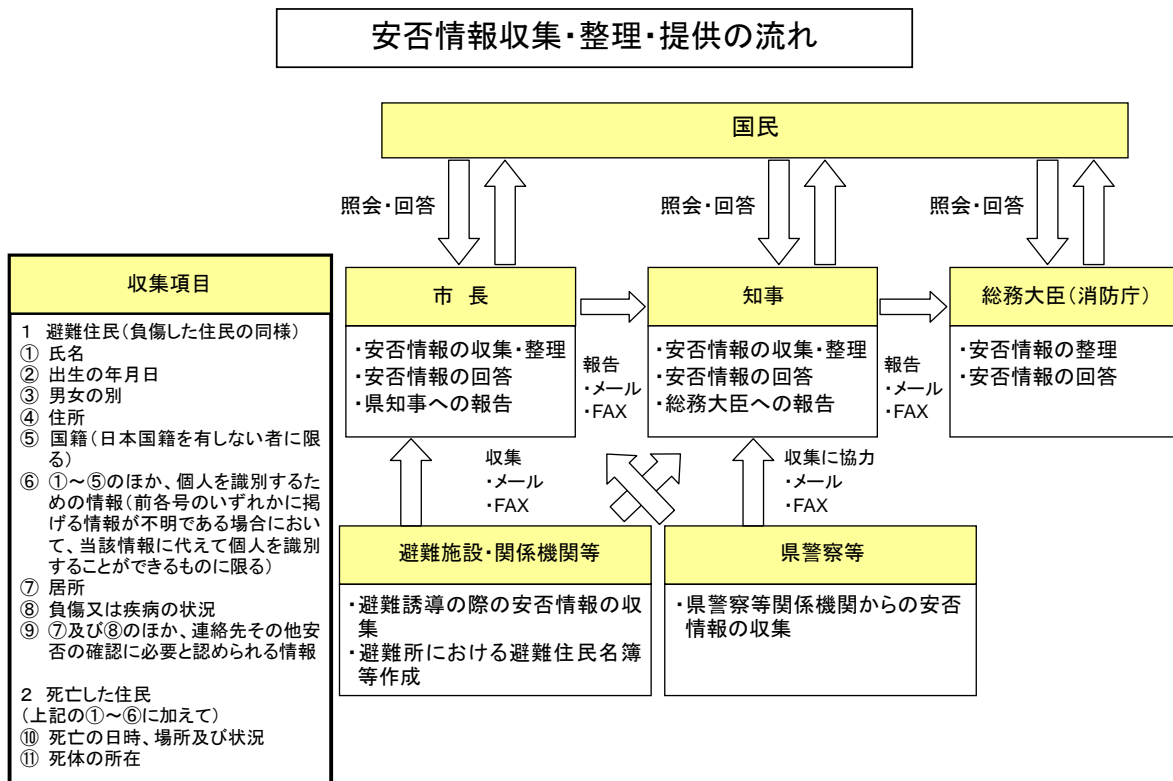 安否情報収集・整理・提供の流れ
国民
照会・回答
照会・回答
照会・回答
収集項目
1 避難住民(負傷した住民の同様)
① 氏名
② 出生の年月日
③ 男女の別
④ 住所
⑤ 国籍(日本国籍を有しない者に限
る)
⑥ ①~⑤のほか、個人を識別するた
めの情報(前各号のいずれかに掲
げる情報が不明である場合におい
て、当該情報に代えて個人を識別
することができるものに限る)
⑦ 居所
⑧ 負傷又は疾病の状況
⑨ ⑦及び⑧のほか、連絡先その他安
否の確認に必要と認められる情報
2 死亡した住民
(上記の①~⑥に加えて)
⑩ 死亡の日時、場所及び状況
⑪ 死体の所在
市 長
・安否情報の収集・整理
・安否情報の回答
・県知事への報告
報告
・メール
・FAX
知事
・安否情報の収集・整理
・安否情報の回答
・総務大臣への報告
報告
・メール
・FAX
総務大臣(消防庁)
・安否情報の整理
・安否情報の回答
収集
・メール
・FAX
収集に協力
・メール
・FAX
避難施設・関係機関等
・避難誘導の際の安否情報の収
集
・避難所における避難住民名簿
等作成
県警察等
・県警察等関係機関からの安否
情報の収集